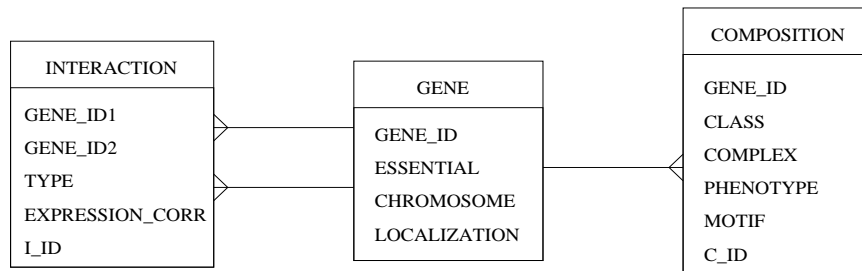 INTERACTION
GENE_ID1
GENE_ID2
TYPE
EXPRESSION_CORR
I_ID
GENE
GENE_ID
ESSENTIAL
CHROMOSOME
LOCALIZATION
COMPOSITION
GENE_ID
CLASS
COMPLEX
PHENOTYPE
MOTIF
C_ID